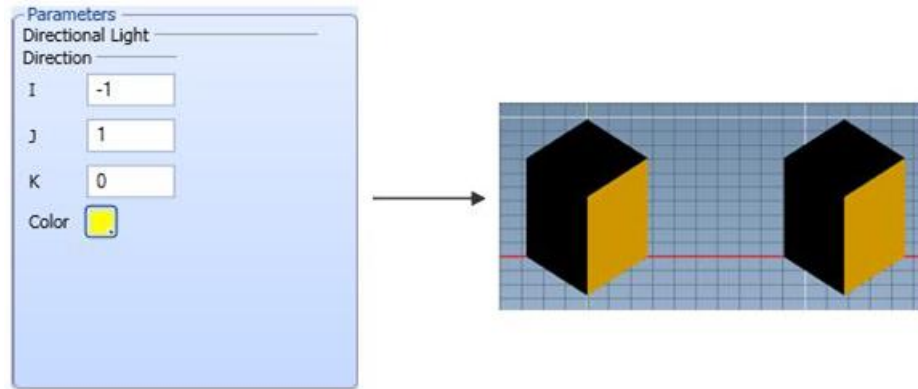 Parameters
Directional Light
Direction
I -1
J 1
K 0
Color